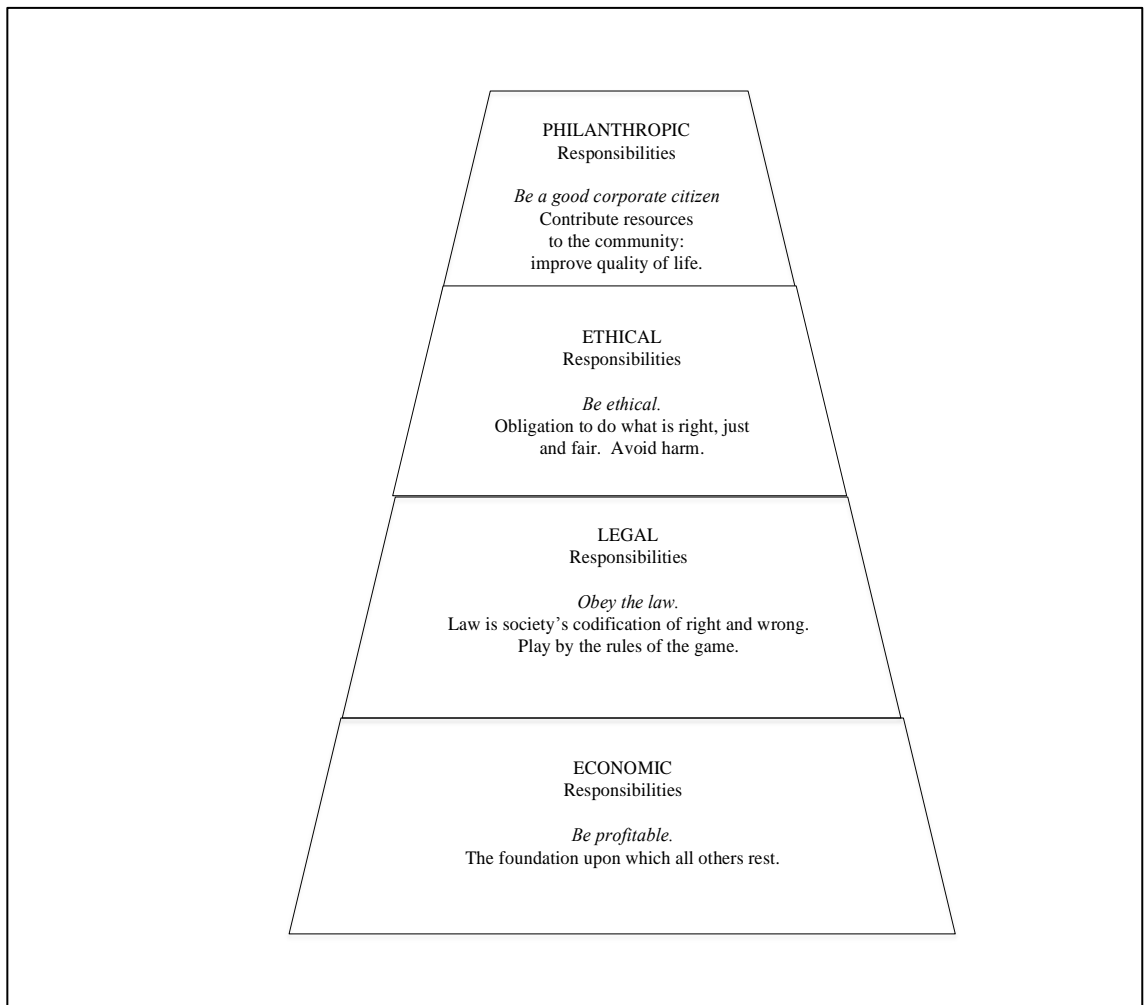 PHILANTHROPIC
Responsibilities
Be a good corporate citizen
Contribute resources
to the community:
improve quality of life.
ETHICAL
Responsibilities
Be ethical.
Obligation to do what is right, just
and fair.  Avoid harm.
LEGAL
Responsibilities
Obey the law.
Law is society’s codification of right and wrong.
Play by the rules of the game.
ECONOMIC
Responsibilities
Be profitable.
The foundation upon which all others rest.